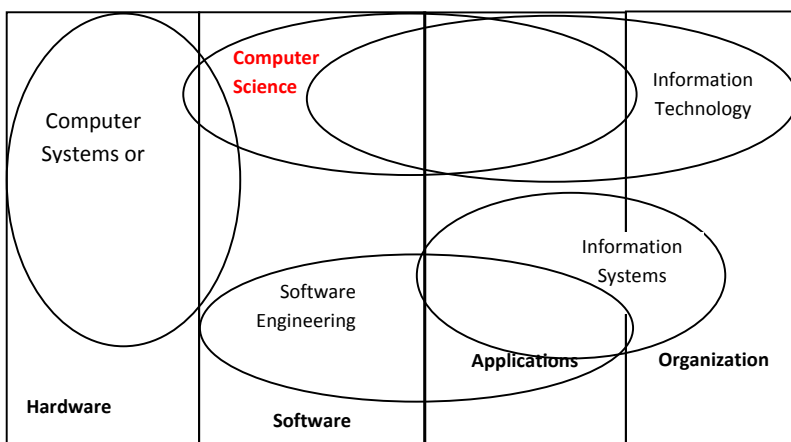 Computer
Science
Information
Technology
Computer
Systems or
Information
Systems
Software
Engineering
Applications
Organization
Hardware
Software